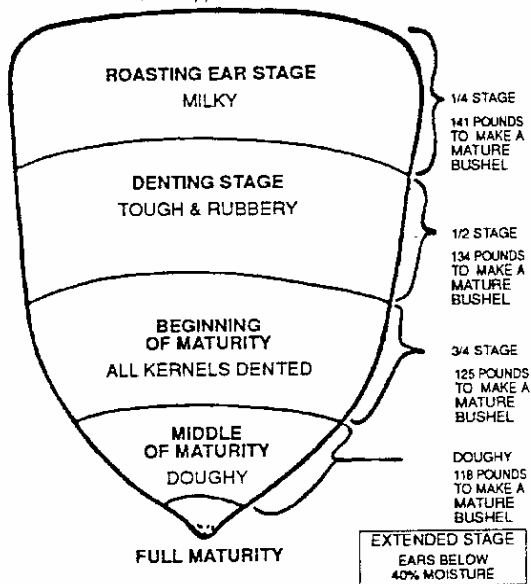 ROASTING EAR STAGE
MILKY
1/4 STAGE
141 POUNDS
TO MAKE A
MATURE
BUSHEL
DENTING STAGE
TOUGH & RUBBERY
1/2 STAGE
134 POUNDS
TO MAKE A
MATURE
BUSHEL
BEGINNING
OF MATURITY
ALL KERNELS DENTED
3/4 STAGE
125 POUNDS
TO MAKE A
MATURE
BUSHEL
MIDDLE
OF MATURITY
DOUGHY
DOUGHY
118 POUNDS
TO MAKE A
MATURE
BUSHEL
FULL MATURITY
EXTENDED STAGE
EARS BELOW
40% MOISTURE